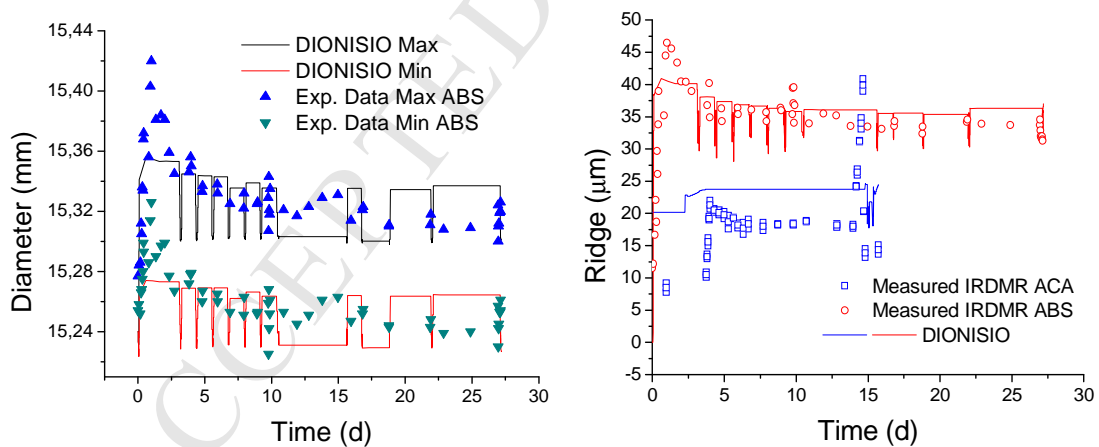 15,44
15,40
15,36
15,32
15,28
15,24
Diameter (mm)
DIONISIO Max
DIONISIO Min
Exp. Data Max ABS
Exp. Data Min ABS
0 5 10 15 20 25 30
Time (d)
CCEPTED
50
45
40
35
30
25
20
15
10
5
0
-5
Ridge (μm)
Measured IRDMR ACA
Measured IRDMR ABS
DIONISIO
0 5 10 15 20 25 30
Time (d)